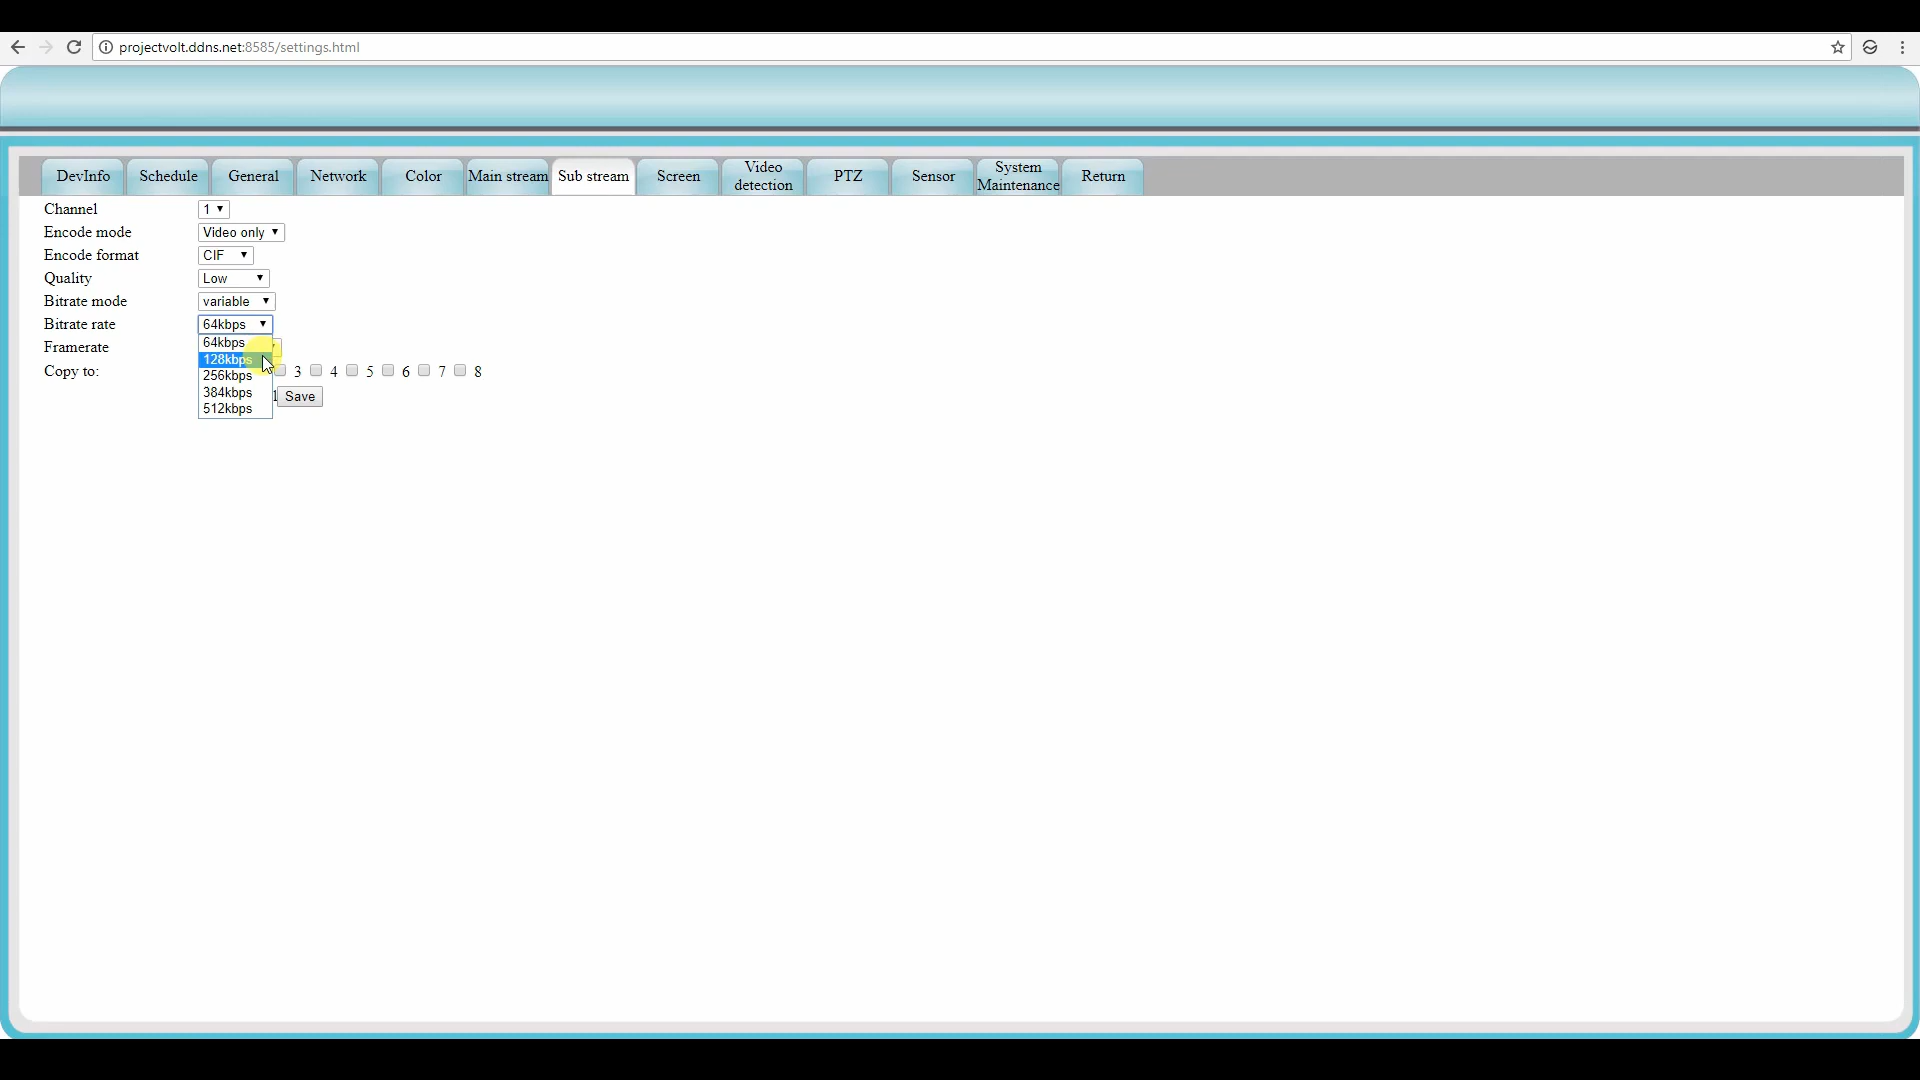 projectvolt.ddns.net:8585/settings.html
DevInfo Schedule General Network Color Main stream Sub stream Screen Video detection PTZ Sensor System Maintenance Return
Channel 1
Encode mode Video only
Encode format CIF
Quality Low
Bitrate mode variable
Bitrate rate 64kbps
64kbps
Framerate
128kbps
Copy to: 3 4 5 6 7 8
256kbps
384kbps
Save
512kbps